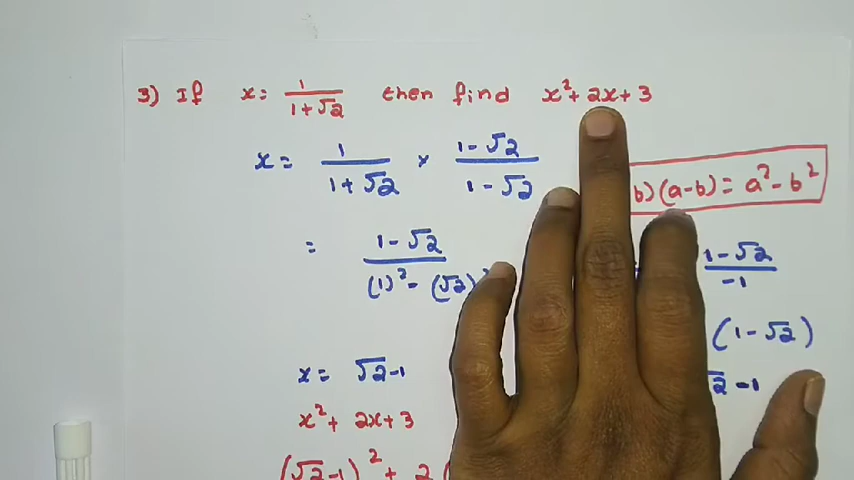 3) If x = 1/(1+√2) then find x²+ 2x+ 3
x = 1/(1+√2) × (1-√2)/(1-√2)
b)(a-b) = a²-b²
= (1-√2)/((1)² - (√2)
(1-√2)/-1
(1-√2)
x = √2-1
√2 -1
x²+ 2x+3
(√2-1)² + 2(